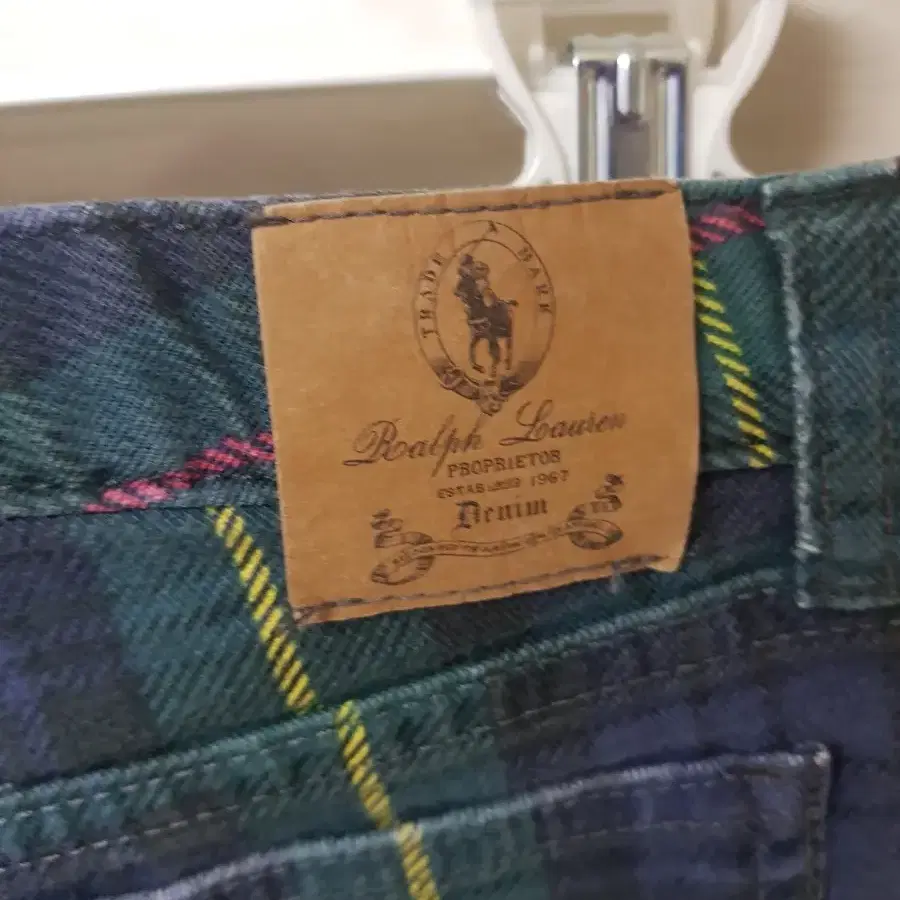 TRADE MARK
Ralph Lauren
PROPRIETOR
ESTABLISHED 1967
Denim